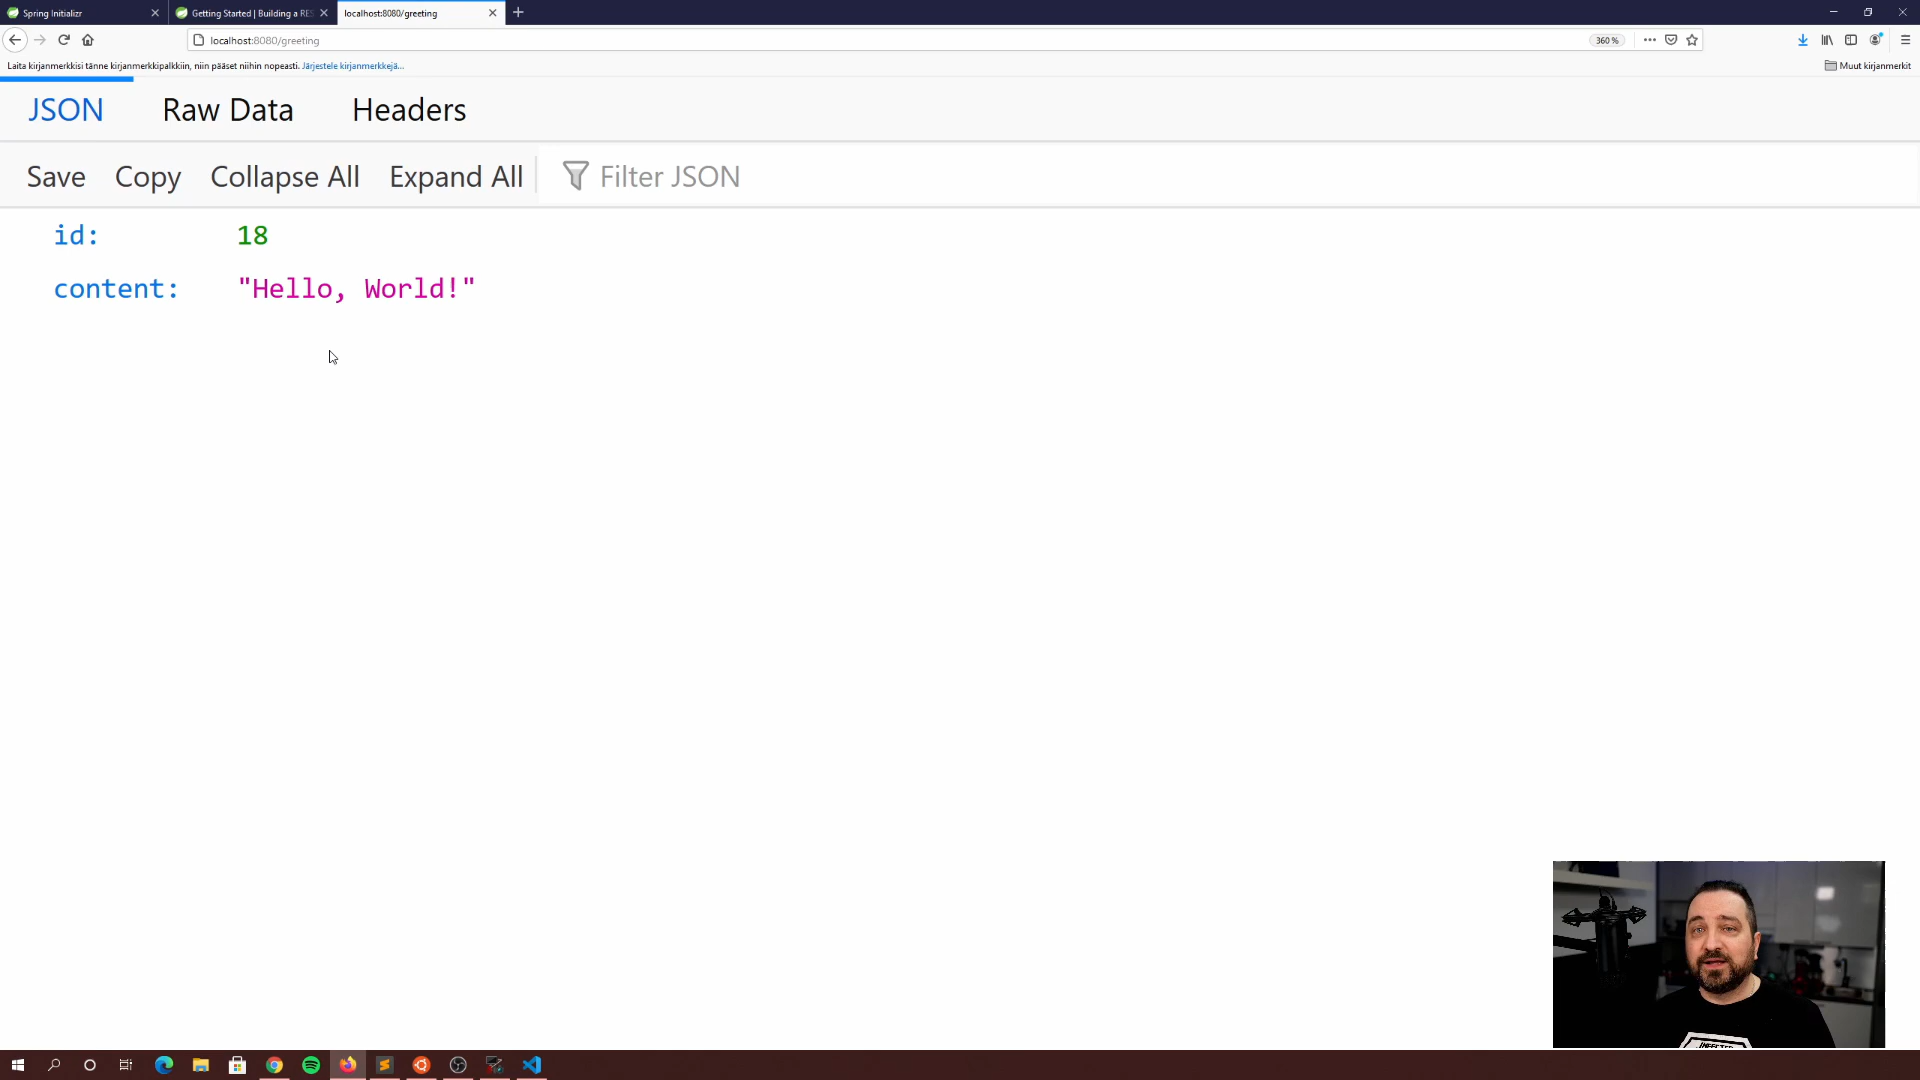 Spring Initializr
Getting Started | Building a RES
localhost:8080/greeting
localhost:8080/greeting
360 %
Laita kirjanmerkkisi tänne kirjanmerkkipalkkiin, niin pääset niihin nopeasti. Järjestele kirjanmerkkejä...
Muut kirjanmerkit
JSON Raw Data Headers
Save Copy Collapse All Expand All Filter JSON
id: 18
content: "Hello, World!"
INFECTED